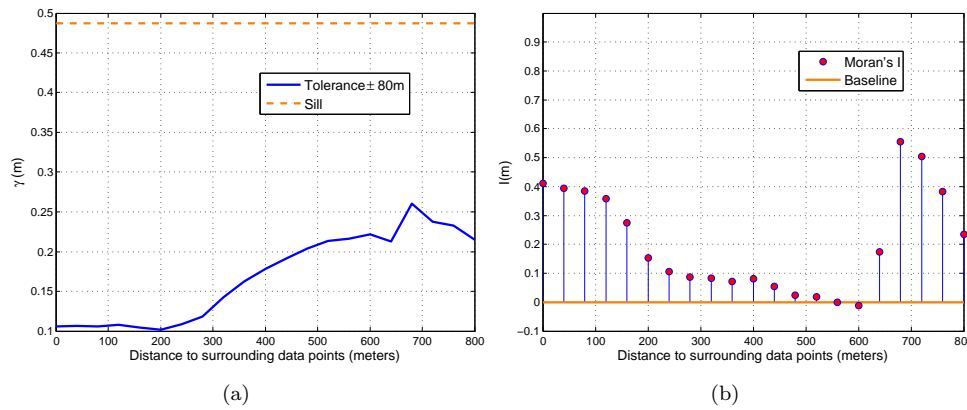 0.5
0.45
0.4
0.35
0.3
0.25
0.2
0.15
0.1
γ (m)
Tolerance± 80m
Sill
0 100 200 300 400 500 600 700 800
Distance to surrounding data points (meters)
(a)
0.9
0.8
0.7
0.6
0.5
0.4
0.3
0.2
0.1
0
−0.1
I(m)
Moran's I
Baseline
0 100 200 300 400 500 600 700 800
Distance to surrounding data points (meters)
(b)